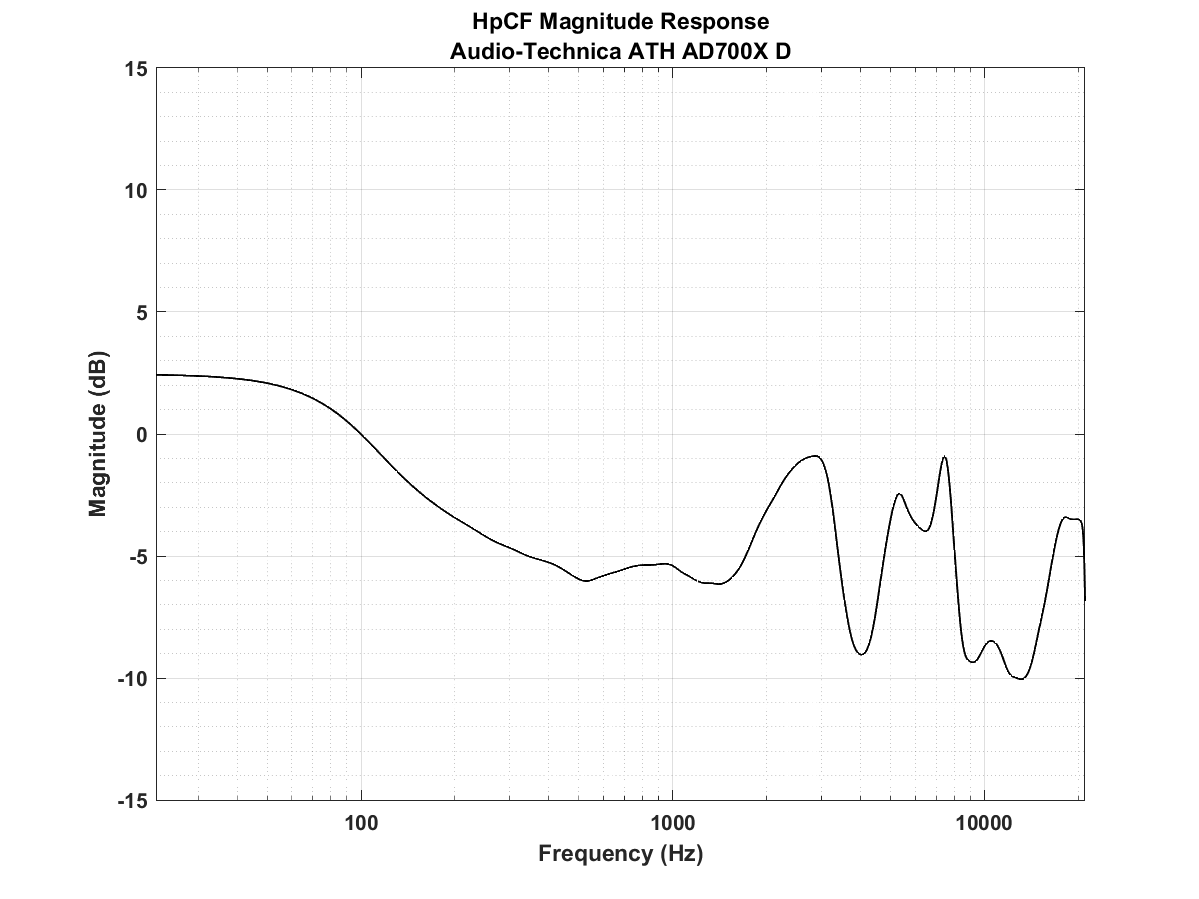 HpCF Magnitude Response
Audio-Technica ATH AD700X D
15
10
5
0
-5
-10
-15
Magnitude (dB)
100
1000
10000
Frequency (Hz)